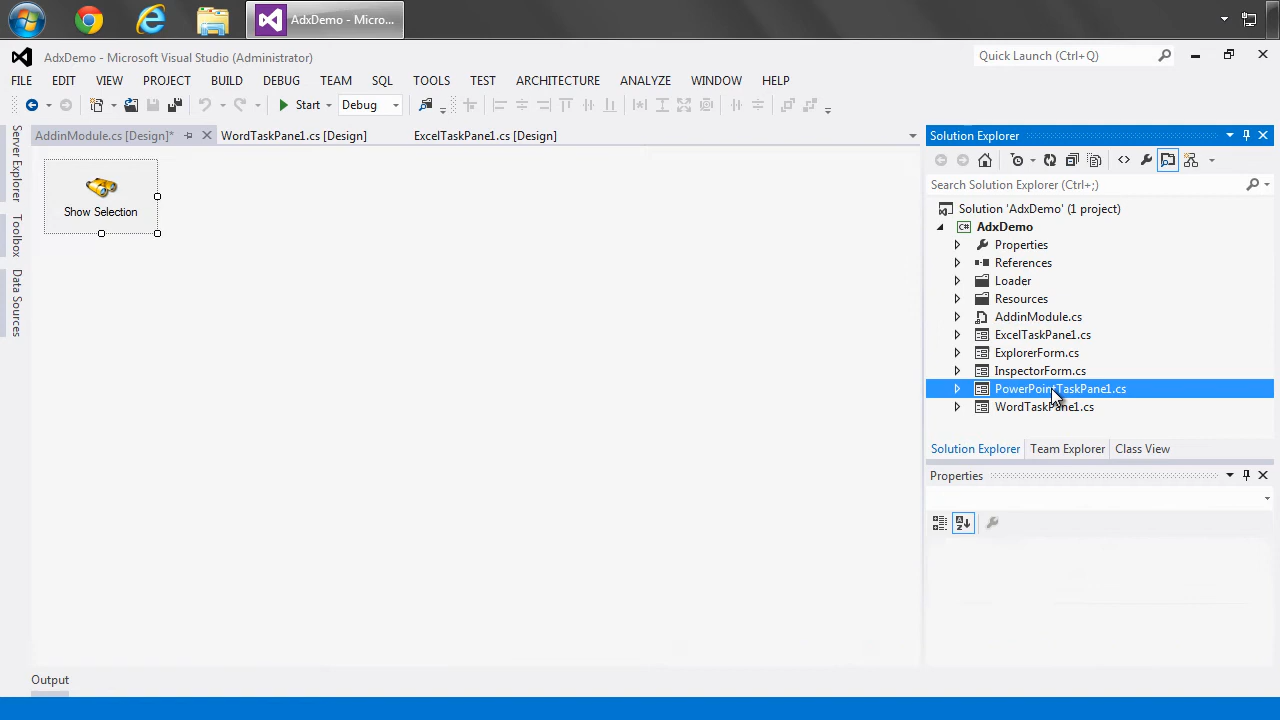 AdxDemo - Micro...
AdxDemo - Microsoft Visual Studio (Administrator)
Quick Launch (Ctrl+Q)
FILE EDIT VIEW PROJECT BUILD DEBUG TEAM SQL TOOLS TEST ARCHITECTURE ANALYZE WINDOW HELP
Start Debug
AddinModule.cs [Design]* WordTaskPane1.cs [Design] ExcelTaskPane1.cs [Design]
Server Explorer
Toolbox
Data Sources
Show Selection
Solution Explorer
Search Solution Explorer (Ctrl+;)
Solution 'AdxDemo' (1 project)
C# AdxDemo
Properties
References
Loader
Resources
AddinModule.cs
ExcelTaskPane1.cs
ExplorerForm.cs
InspectorForm.cs
PowerPointTaskPane1.cs
WordTaskPane1.cs
Solution Explorer Team Explorer Class View
Properties
Output